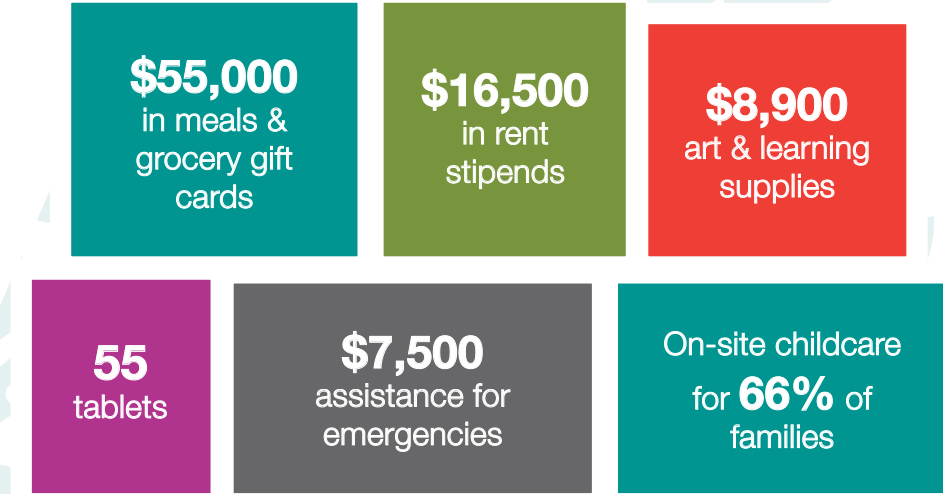 $55,000
in meals &
grocery gift
cards
$16,500
in rent
stipends
$8,900
art & learning
supplies
55
tablets
$7,500
assistance for
emergencies
On-site childcare
for 66% of
families